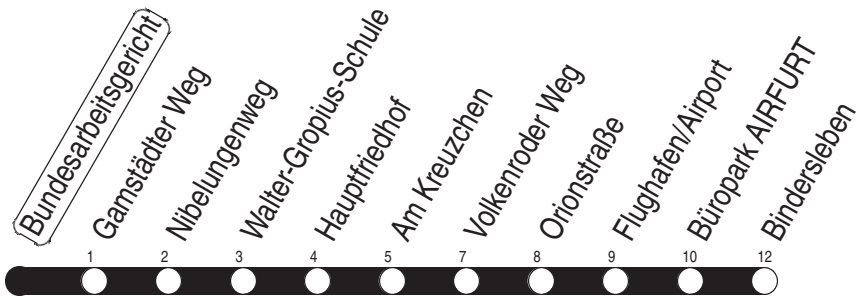 Bundesarbeitsgericht
Gamstädter Weg
Nibelungenweg
Walter-Gropius-Schule
Hauptfriedhof
Am Kreuzchen
Volkenroder Weg
Orionstraße
Flughafen/Airport
Büropark AIRFURT
Bindersleben
1 2 3 4 5 7 8 9 10 12